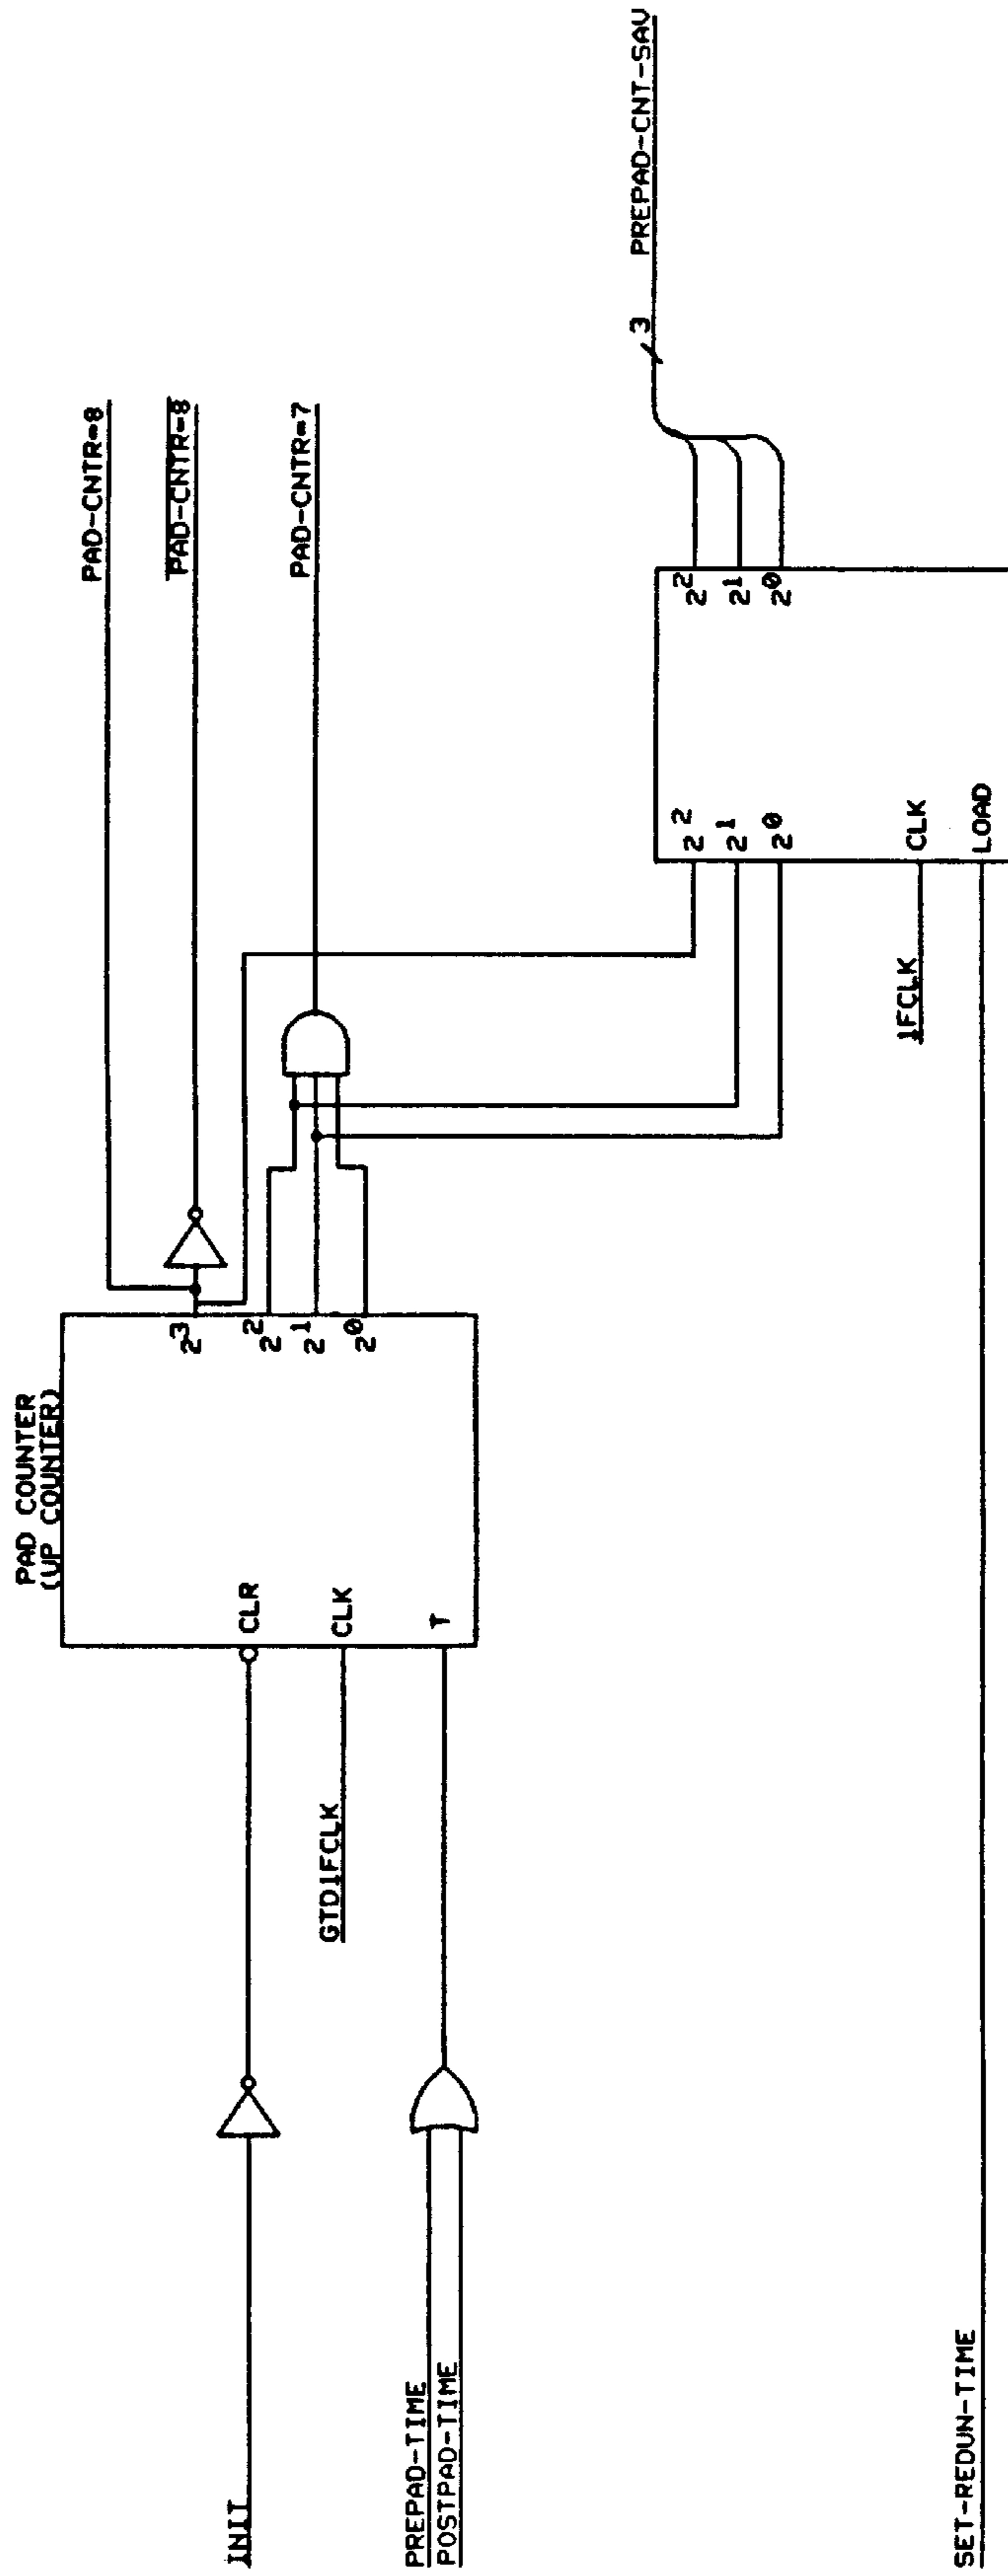 INIT
PREPAD-TIME
POSTPAD-TIME
SET-REDUN-TIME
GTD1FCLK
PAD COUNTER
(UP COUNTER)
CLR
CLK
T
2³
2²
2¹
2⁰
PAD-CNTR=8
PAD-CNTR=8
PAD-CNTR=7
1FCLK
2²
2¹
2⁰
CLK
LOAD
2²
2¹
2⁰
3
PREPAD-CNT-SAV